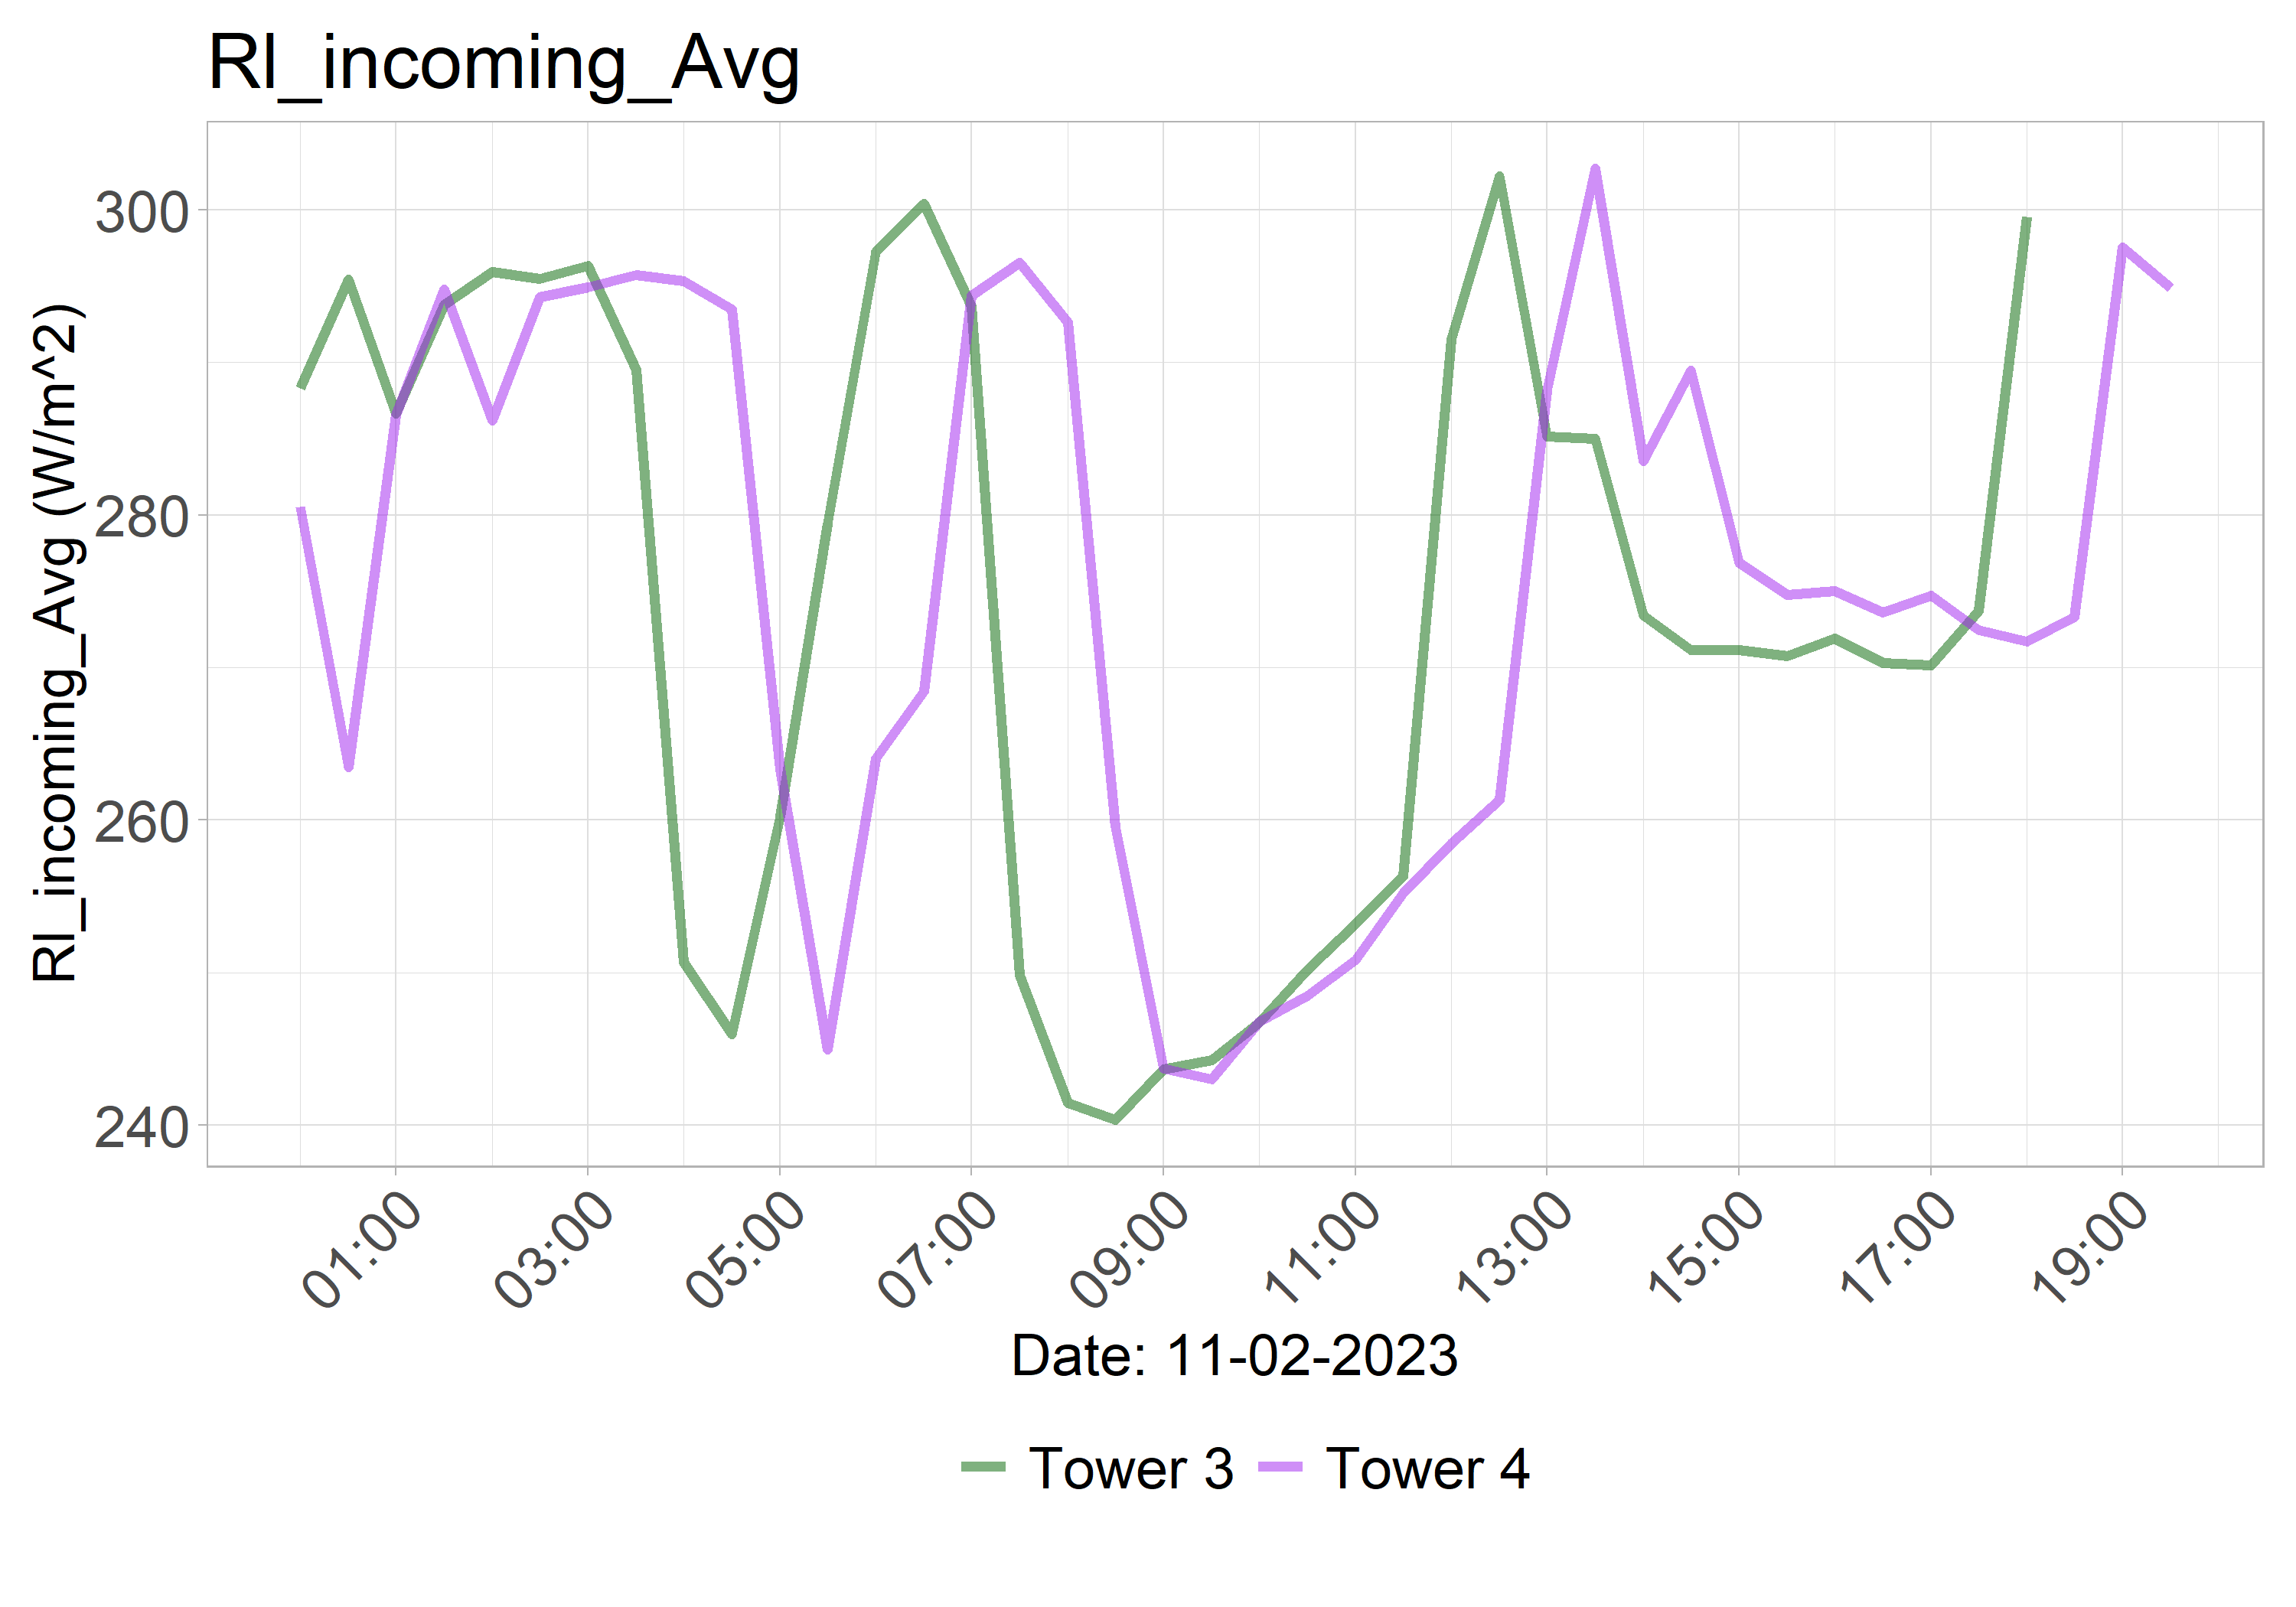 Rl_incoming_Avg
Rl_incoming_Avg (W/m^2)
300
280
260
240
01:00 03:00 05:00 07:00 09:00 11:00 13:00 15:00 17:00 19:00
Date: 11-02-2023
Tower 3 Tower 4